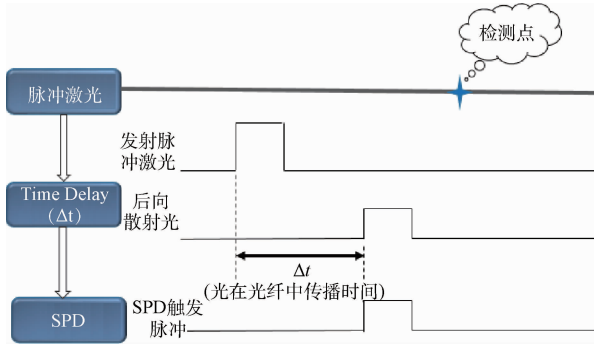 检测点
脉冲激光
发射脉
冲激光
Time Delay
(Δt)
后向
散射光
Δt
(光在光纤中传播时间)
SPD
SPD触发
脉冲